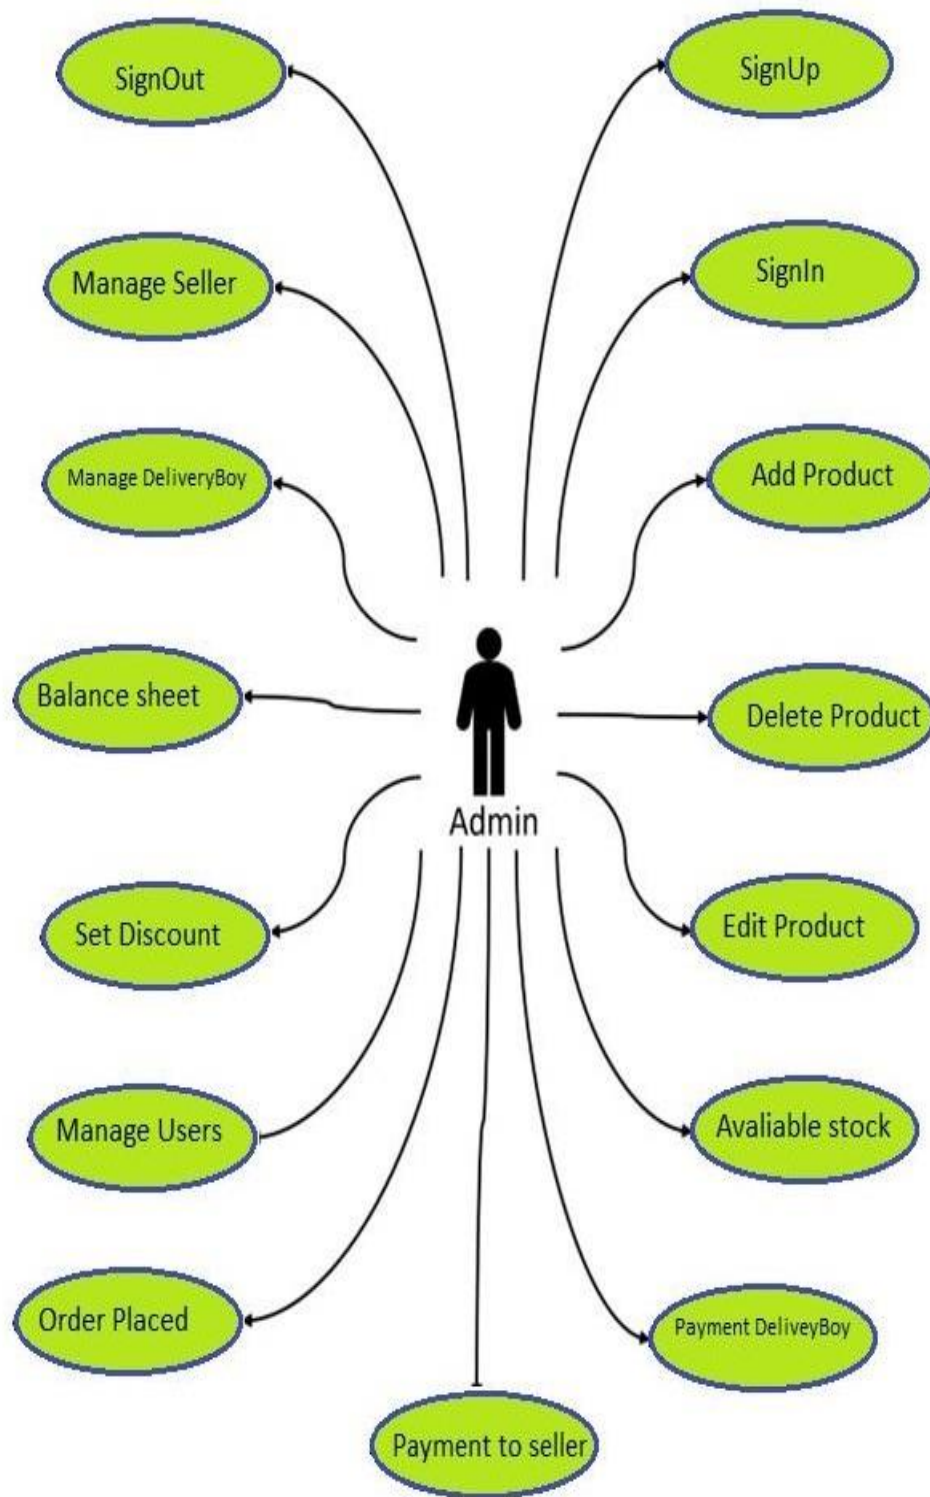 SignOut
SignUp
Manage Seller
SignIn
Manage DeliveryBoy
Add Product
Balance sheet
Delete Product
Admin
Set Discount
Edit Product
Manage Users
Avaliable stock
Order Placed
Payment DeliveyBoy
Payment to seller